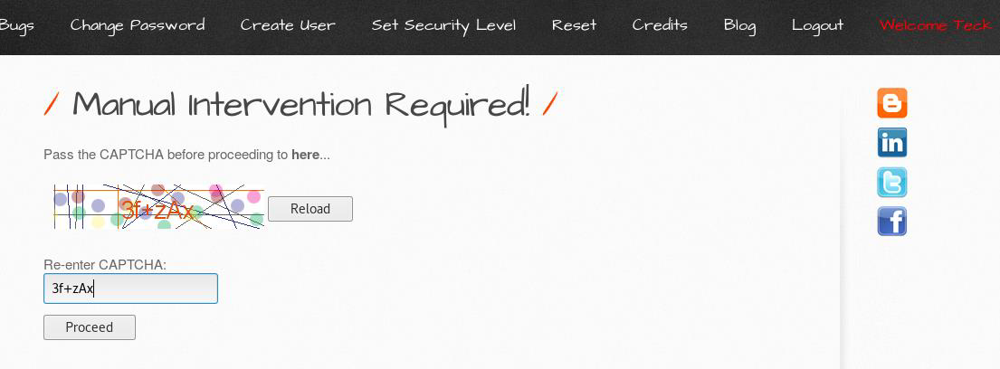 Bugs Change Password Create User Set Security Level Reset Credits Blog Logout Welcome Teck
/ Manual Intervention Required! /
Pass the CAPTCHA before proceeding to here...
3f+zAx Reload
Re-enter CAPTCHA:
3f+zAx
Proceed